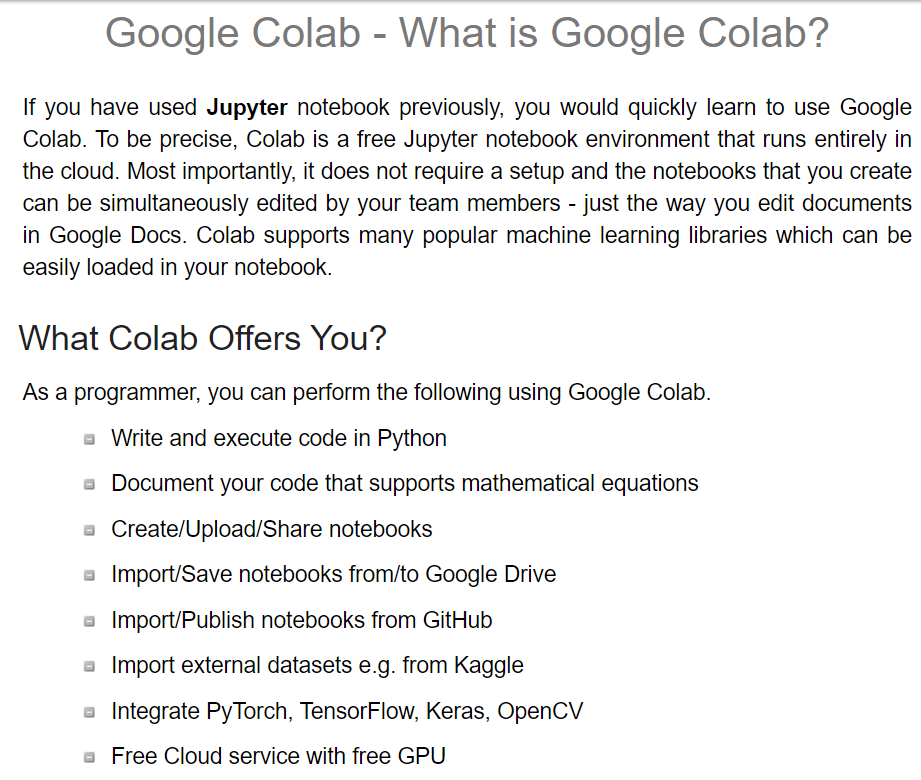 Google Colab - What is Google Colab?
If you have used Jupyter notebook previously, you would quickly learn to use Google
Colab. To be precise, Colab is a free Jupyter notebook environment that runs entirely in
the cloud. Most importantly, it does not require a setup and the notebooks that you create
can be simultaneously edited by your team members - just the way you edit documents
in Google Docs. Colab supports many popular machine learning libraries which can be
easily loaded in your notebook.
What Colab Offers You?
As a programmer, you can perform the following using Google Colab.
Write and execute code in Python
Document your code that supports mathematical equations
Create/Upload/Share notebooks
Import/Save notebooks from/to Google Drive
Import/Publish notebooks from GitHub
Import external datasets e.g. from Kaggle
Integrate PyTorch, TensorFlow, Keras, OpenCV
Free Cloud service with free GPU